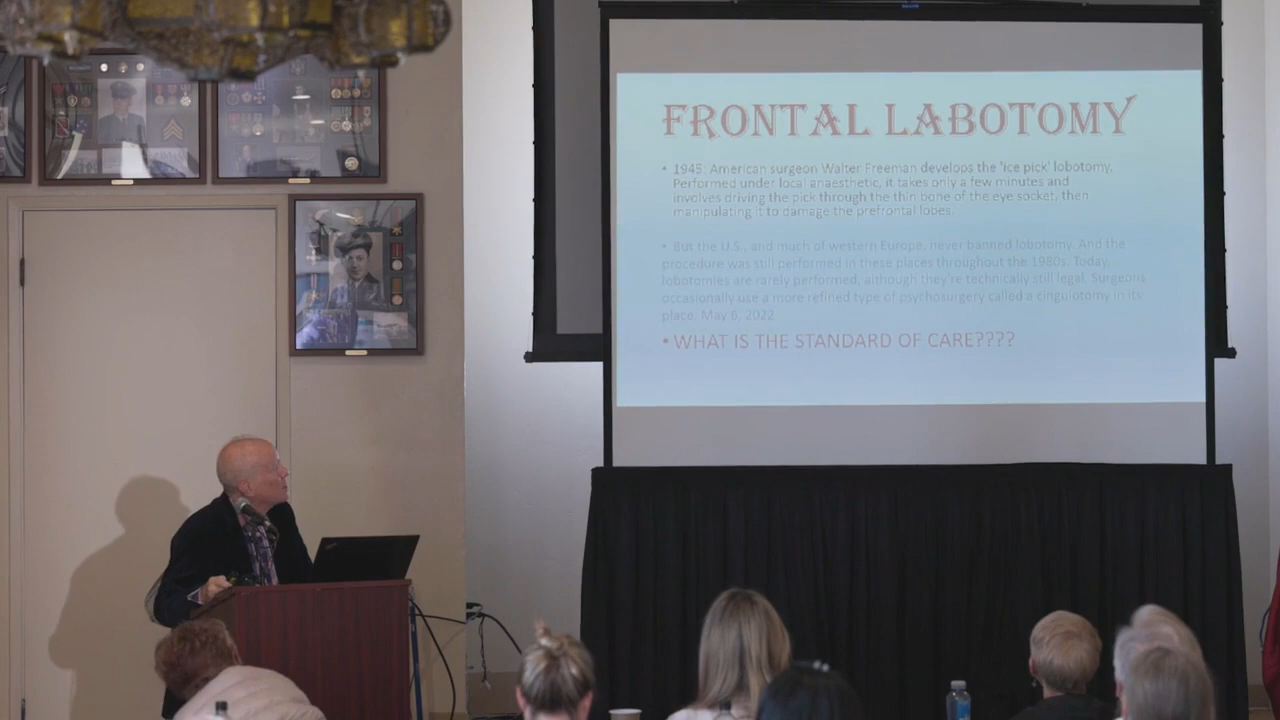 FRONTAL LABOTOMY
• 1945: American surgeon Walter Freeman develops the 'ice pick' lobotomy.
Performed under local anaesthetic, it takes only a few minutes and
involves driving the pick through the thin bone of the eye socket, then
manipulating it to damage the prefrontal lobes.
• But the U.S., and much of western Europe, never banned lobotomy. And the
procedure was still performed in these places throughout the 1980s. Today,
lobotomies are rarely performed, although they're technically still legal. Surgeons
occasionally use a more refined type of psychosurgery called a cingulotomy in its
place. May 6, 2022
• WHAT IS THE STANDARD OF CARE????